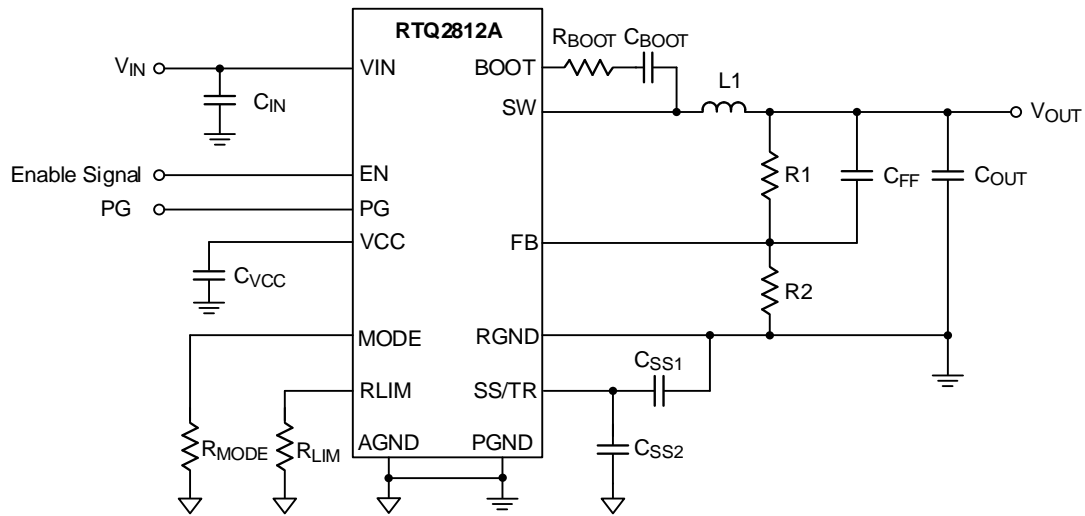 RTQ2812A
VIN
VIN
CIN
Enable Signal
EN
PG
PG
VCC
CVCC
MODE
RLIM
RMODE
RLIM
AGND
PGND
BOOT
RBOOT
CBOOT
SW
L1
VOUT
R1
CFF
COUT
FB
R2
RGND
CSS1
SS/TR
CSS2